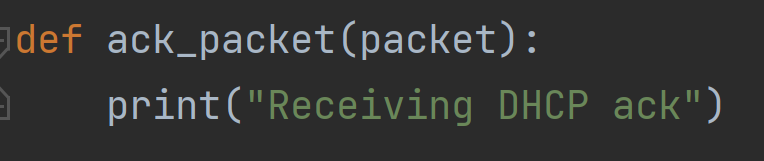 def ack_packet(packet):
    print("Receiving DHCP ack")